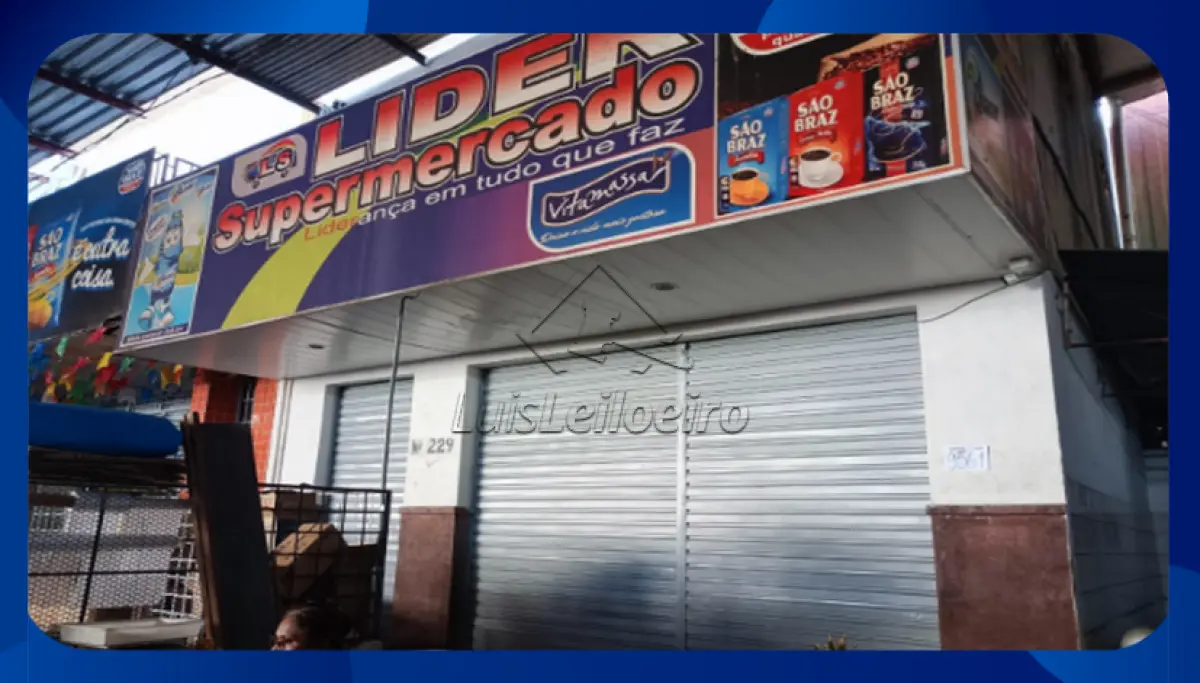 LIDER
LS
Supermercado
Liderança em tudo que faz
Vitamassa
SÃO
BRAZ
SÃO
BRAZ
SÃO
BRAZ
SÃO
BRAZ
é outra
coisa
LuisLeiloeiro
Nº 229